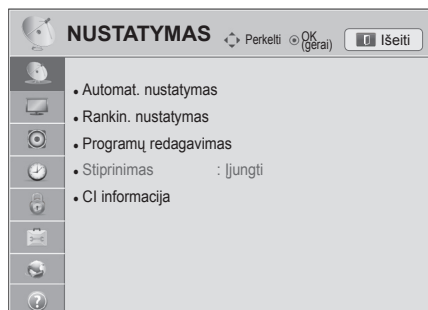 NUSTATYMAS Perkelti OK (gerai) Išeiti
• Automat. nustatymas
• Rankin. nustatymas
• Programų redagavimas
• Stiprinimas : Įjungti
• CI informacija